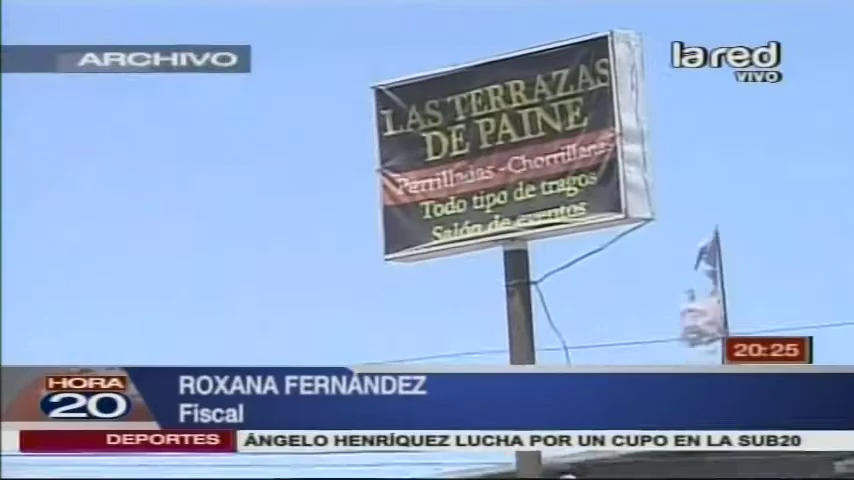 ARCHIVO
la red
VIVO
LAS TERRAZAS
DE PAINE
Parrilladas - Chorrillanas
Todo tipo de tragos
Salón de eventos
20:25
HORA
20
ROXANA FERNÁNDEZ
Fiscal
DEPORTES
ÁNGELO HENRÍQUEZ LUCHA POR UN CUPO EN LA SUB20